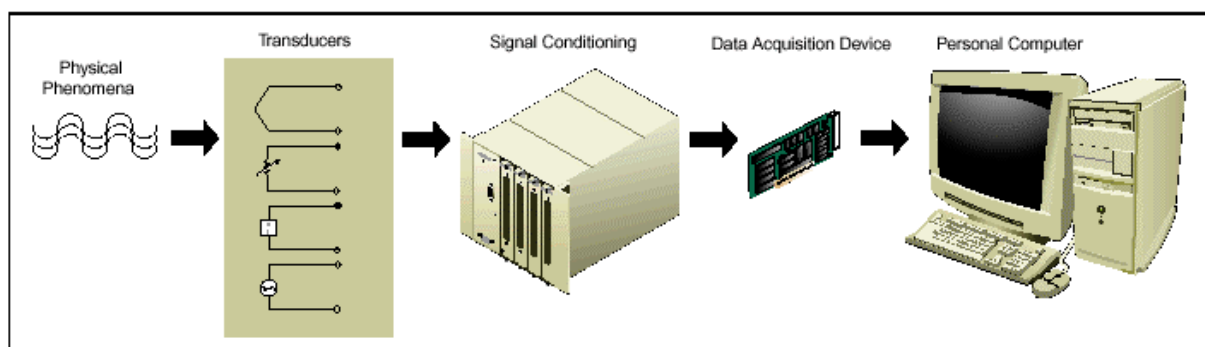 Physical
Phenomena
Transducers
Signal Conditioning
Data Acquisition Device
Personal Computer